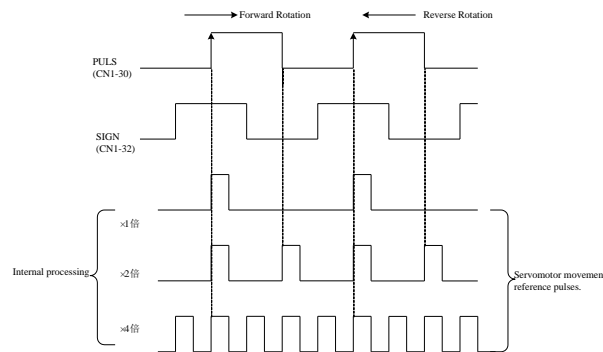 Forward Rotation
Reverse Rotation
PULS
(CN1-30)
SIGN
(CN1-32)
×1倍
Internal processing
×2倍
Servomotor movemen
reference pulses.
×4倍